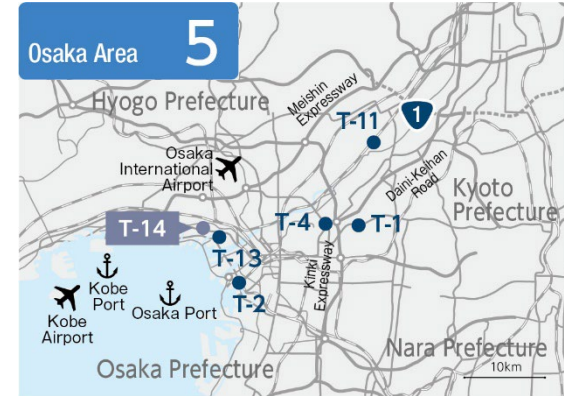 Osaka Area 5
Hyogo Prefecture
Meishin
Expressway
1
T-11
Osaka
International
Airport
Daini-Keihan
Road
Kyoto
Prefecture
T-14
T-4
T-1
T-13
Kinki
Expressway
T-2
Kobe
Port
Osaka Port
Kobe
Airport
Nara Prefecture
Osaka Prefecture
10km